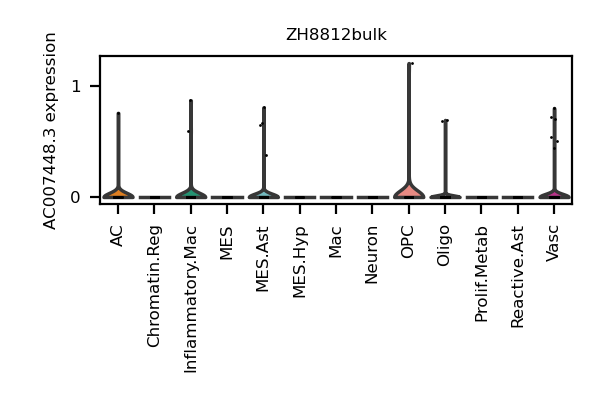 ZH8812bulk
AC007448.3 expression
1
0
AC
Chromatin.Reg
Inflammatory.Mac
MES
MES.Ast
MES.Hyp
Mac
Neuron
OPC
Oligo
Prolif.Metab
Reactive.Ast
Vasc